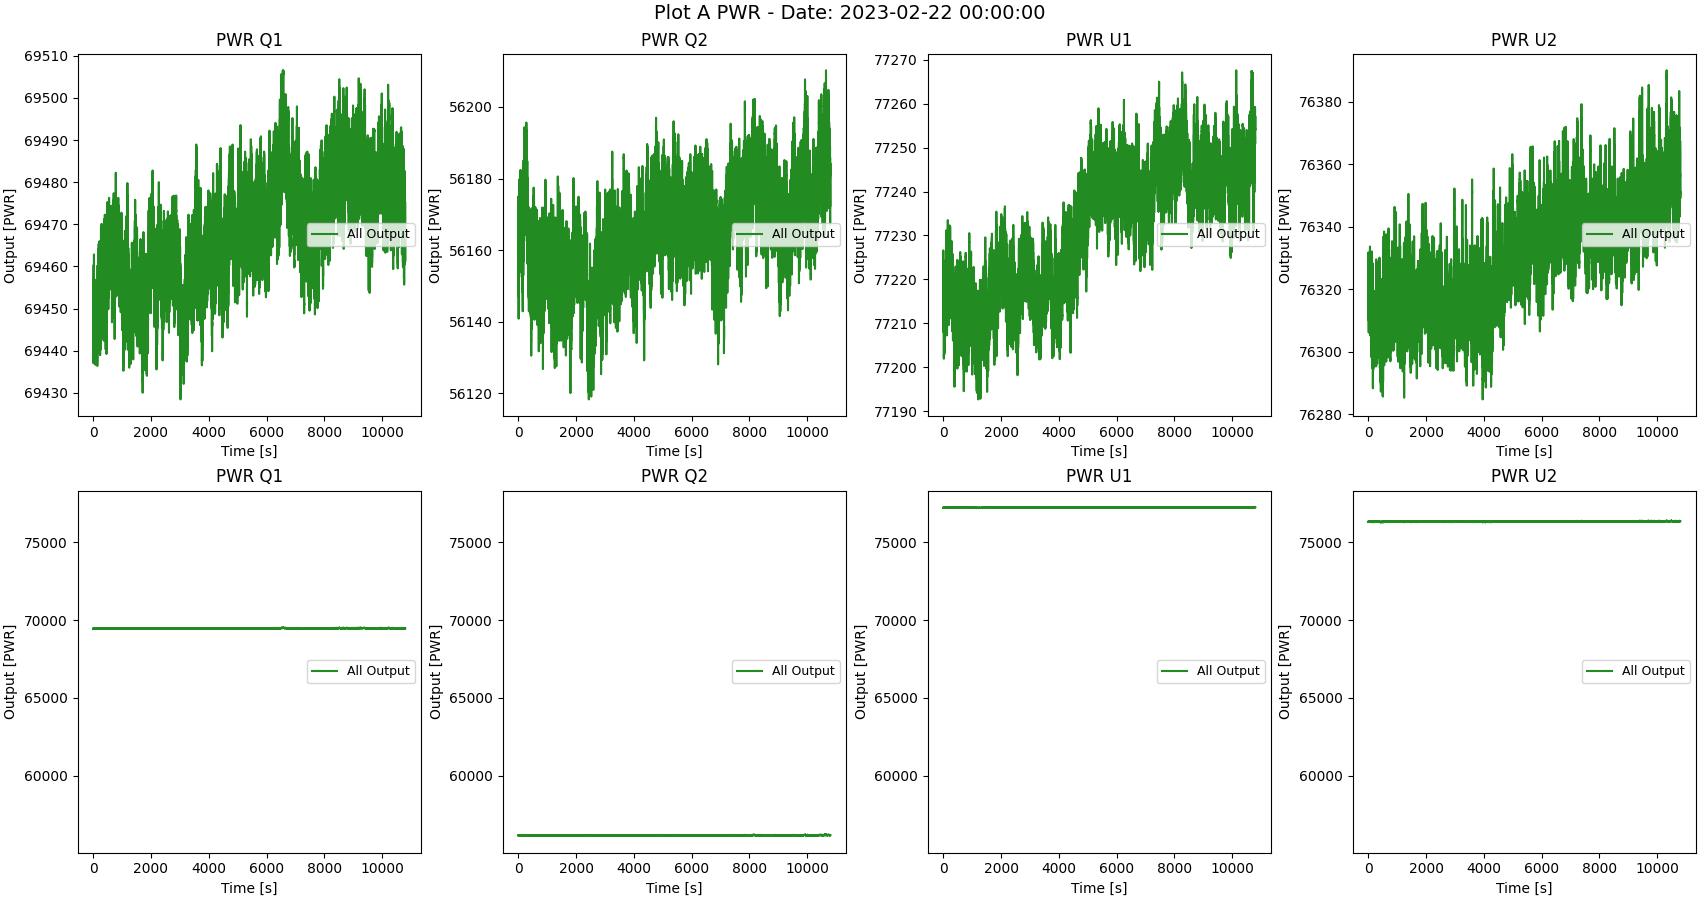 Plot A PWR - Date: 2023-02-22 00:00:00
PWR Q1
69510
69500
69490
69480
69470
69460
69450
69440
69430
Output [PWR]
All Output
0 2000 4000 6000 8000 10000
Time [s]
PWR Q2
56200
56180
56160
56140
56120
Output [PWR]
All Output
0 2000 4000 6000 8000 10000
Time [s]
PWR U1
77270
77260
77250
77240
77230
77220
77210
77200
77190
Output [PWR]
All Output
0 2000 4000 6000 8000 10000
Time [s]
PWR U2
76380
76360
76340
76320
76300
76280
Output [PWR]
All Output
0 2000 4000 6000 8000 10000
Time [s]
PWR Q1
75000
70000
65000
60000
Output [PWR]
All Output
0 2000 4000 6000 8000 10000
Time [s]
PWR Q2
Output [PWR]
All Output
0 2000 4000 6000 8000 10000
Time [s]
PWR U1
75000
70000
65000
60000
Output [PWR]
All Output
0 2000 4000 6000 8000 10000
Time [s]
PWR U2
75000
70000
65000
60000
Output [PWR]
All Output
0 2000 4000 6000 8000 10000
Time [s]